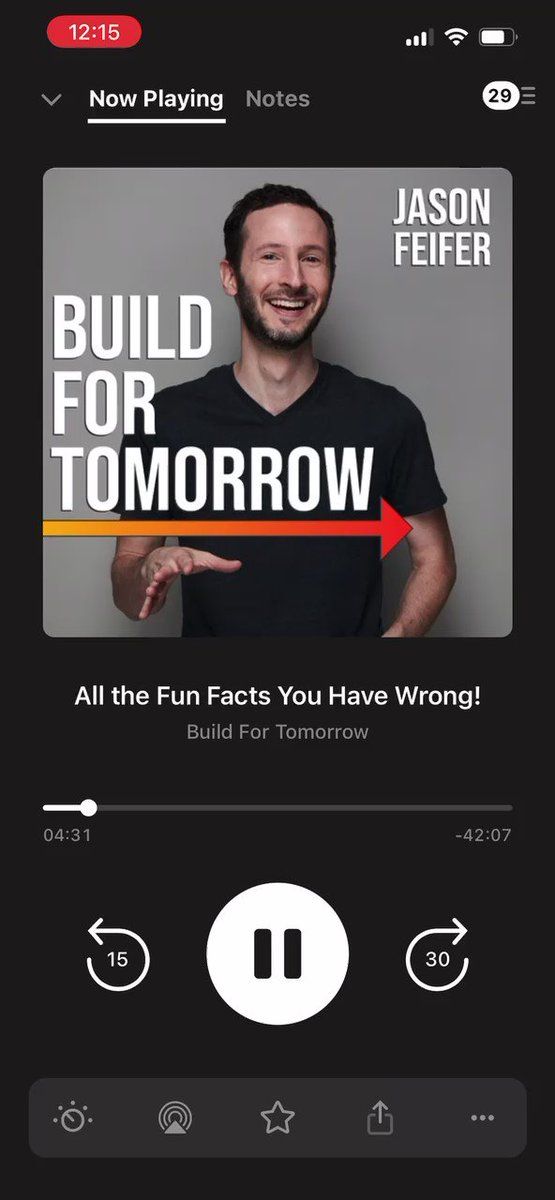 12:15
Now Playing Notes 29
JASON
FEIFER
BUILD
FOR
TOMORROW
All the Fun Facts You Have Wrong!
Build For Tomorrow
04:31 -42:07
15 30